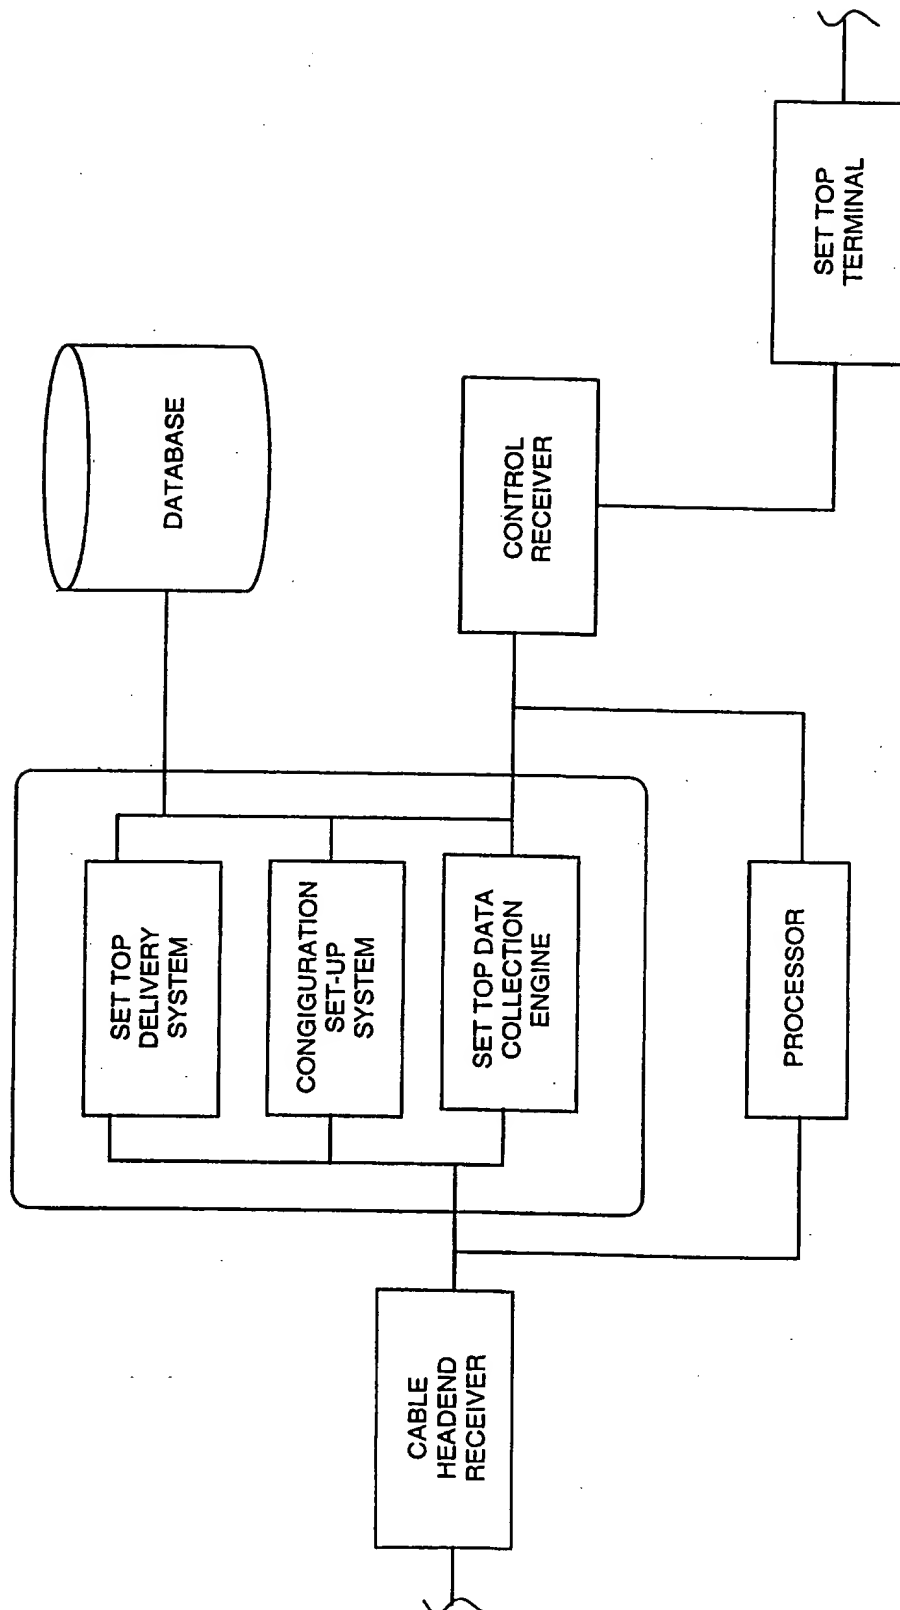 CABLE
HEADEND
RECEIVER
SET TOP
DELIVERY
SYSTEM
CONGIGURATION
SET-UP
SYSTEM
SET TOP DATA
COLLECTION
ENGINE
PROCESSOR
DATABASE
CONTROL
RECEIVER
SET TOP
TERMINAL